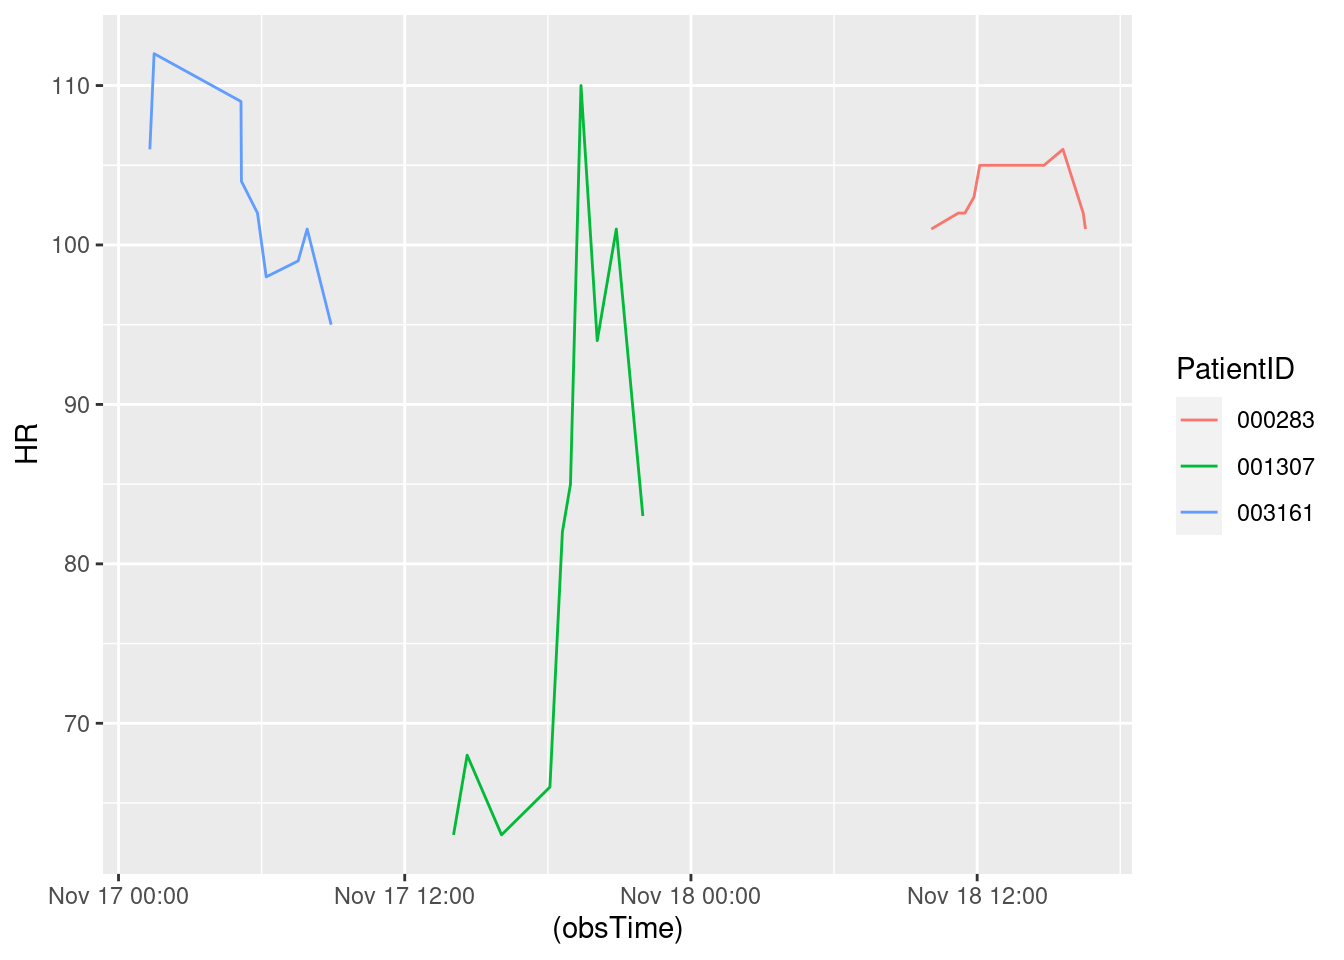 110
100
90
80
70
HR
Nov 17 00:00
Nov 17 12:00
Nov 18 00:00
Nov 18 12:00
(obsTime)
PatientID
000283
001307
003161